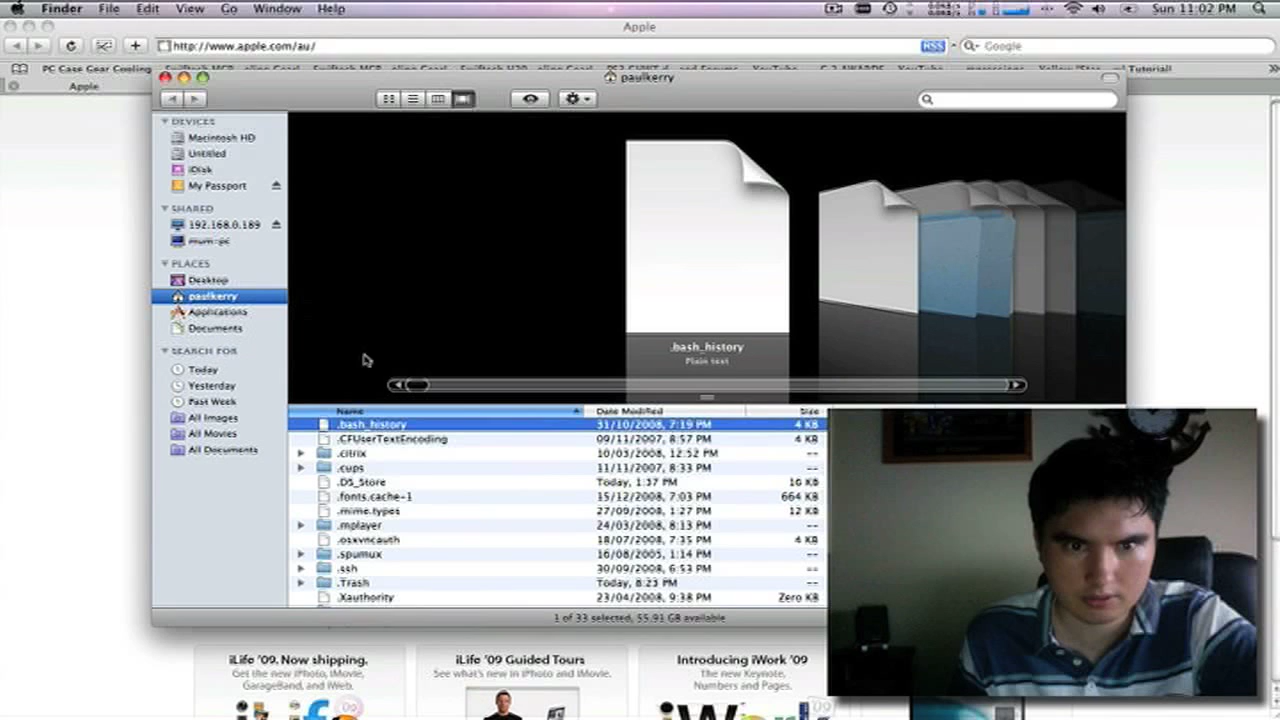 Finder File Edit View Go Window Help Sun 11:02 PM
Apple
http://www.apple.com/au/ RSS Google
PC Case Gear Cooling
Apple
paulkerry
DEVICES
Macintosh HD
Untitled
iDisk
My Passport
SHARED
192.168.0.189
mum-pc
PLACES
Desktop
paulkerry
Applications
Documents
SEARCH FOR
Today
Yesterday
Past Week
All Images
All Movies
All Documents
.bash_history
Plain text
Name Date Modified Size
.bash_history 31/10/2008, 7:19 PM 4 KB
.CFUserTextEncoding 09/11/2007, 8:57 PM 4 KB
.citrix 10/03/2008, 12:52 PM --
.cups 11/11/2007, 8:33 PM --
.DS_Store Today, 1:37 PM 16 KB
.fonts.cache-1 15/12/2008, 7:03 PM 664 KB
.mime.types 27/09/2008, 1:27 PM 12 KB
.mplayer 24/03/2008, 8:13 PM --
.osxvncauth 18/07/2008, 7:35 PM 4 KB
.spumux 16/08/2005, 1:14 PM --
.ssh 30/09/2008, 6:53 PM --
.Trash Today, 8:23 PM --
.Xauthority 23/04/2008, 9:38 PM Zero KB
1 of 33 selected, 55.91 GB available
iLife '09. Now shipping.
Get the new iPhoto, iMovie,
GarageBand, and iWeb.
iLife '09 Guided Tours
See what's new in iPhoto and iMovie.
Introducing iWork '09
The new Keynote,
Numbers and Pages.